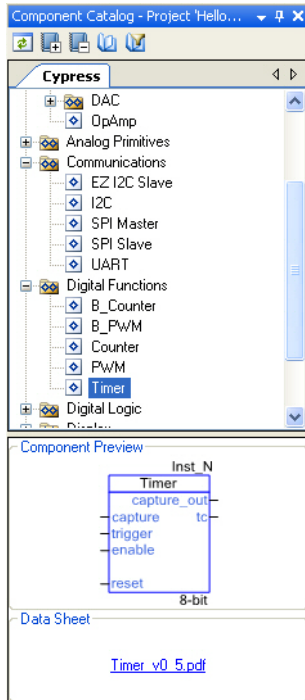 Component Catalog - Project 'Hello...
Cypress
DAC
OpAmp
Analog Primitives
Communications
EZ I2C Slave
I2C
SPI Master
SPI Slave
UART
Digital Functions
B_Counter
B_PWM
Counter
PWM
Timer
Digital Logic
Display
Component Preview
Inst_N
Timer
capture_out
capture tc
trigger
enable
reset
8-bit
Data Sheet
Timer_v0_5.pdf